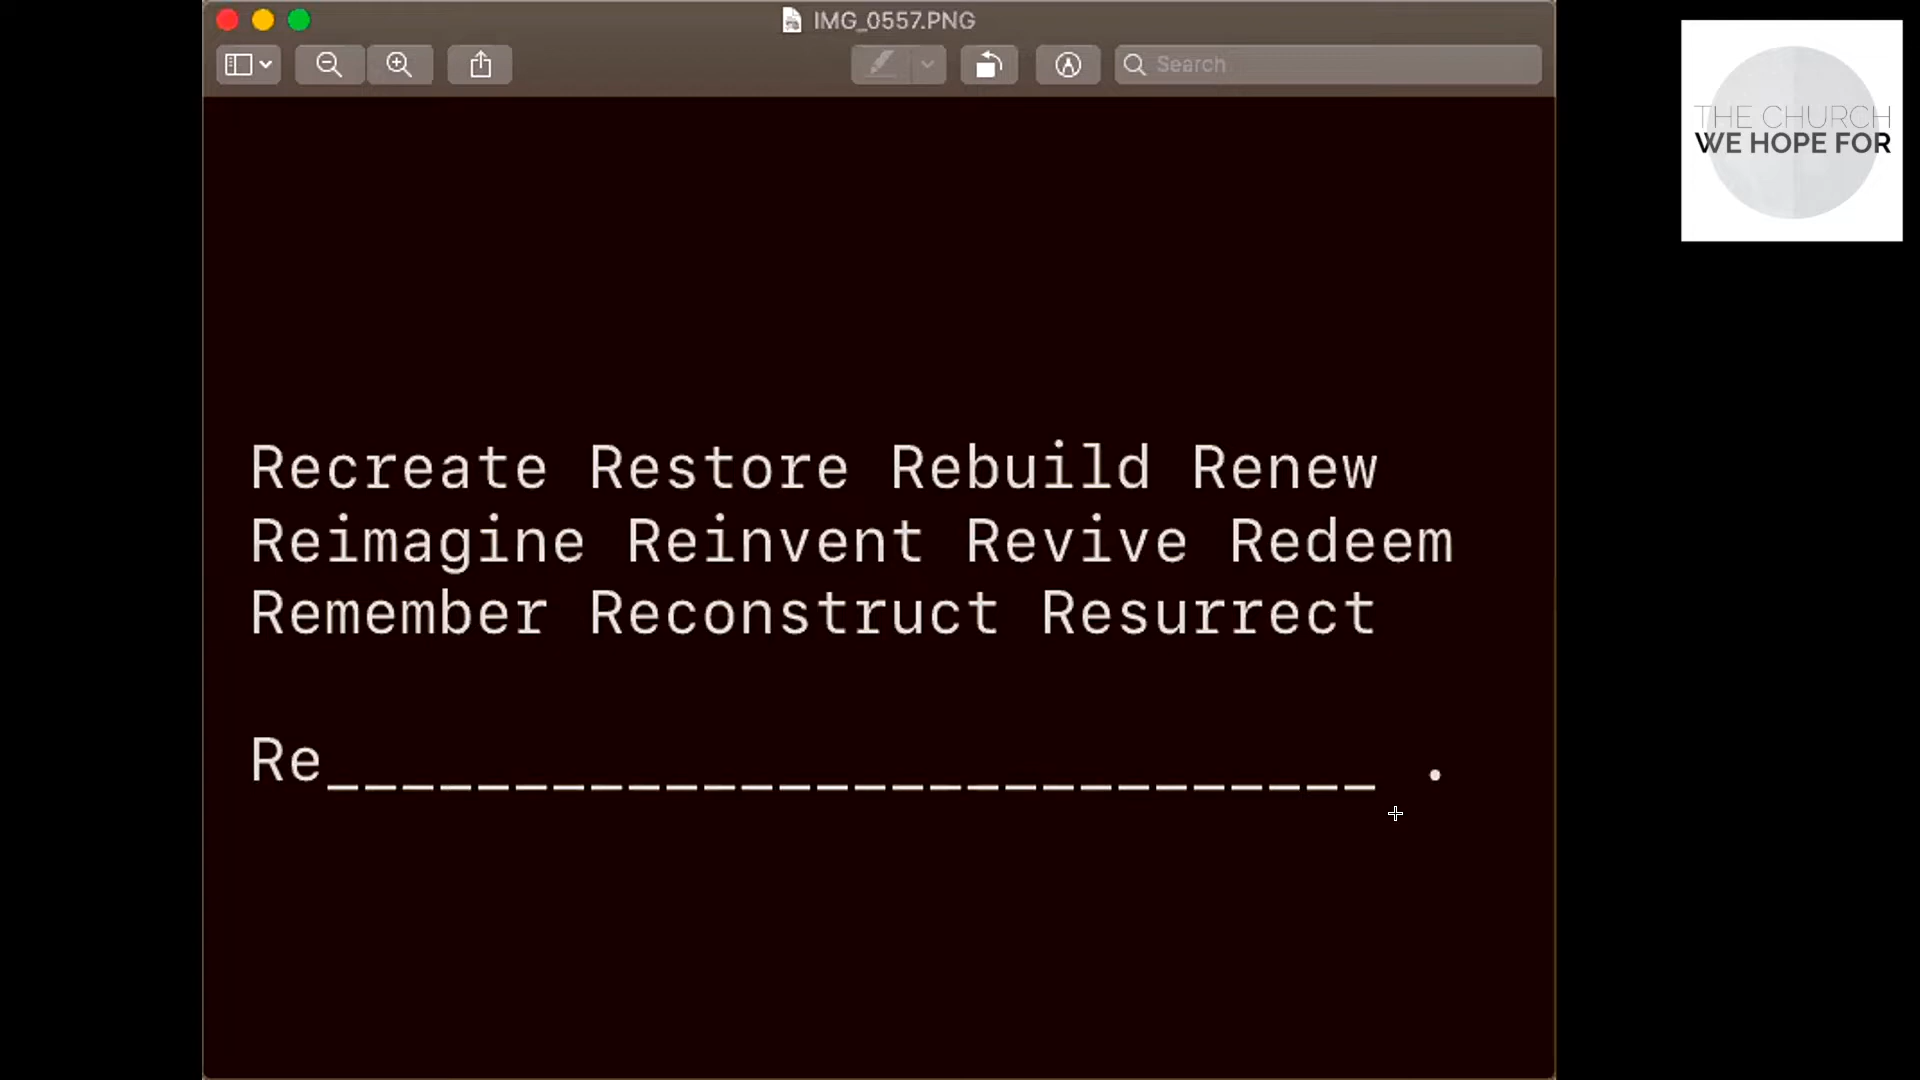 IMG_0557.PNG
Search
THE CHURCH
WE HOPE FOR
Recreate Restore Rebuild Renew
Reimagine Reinvent Revive Redeem
Remember Reconstruct Resurrect
Re____________________________ .